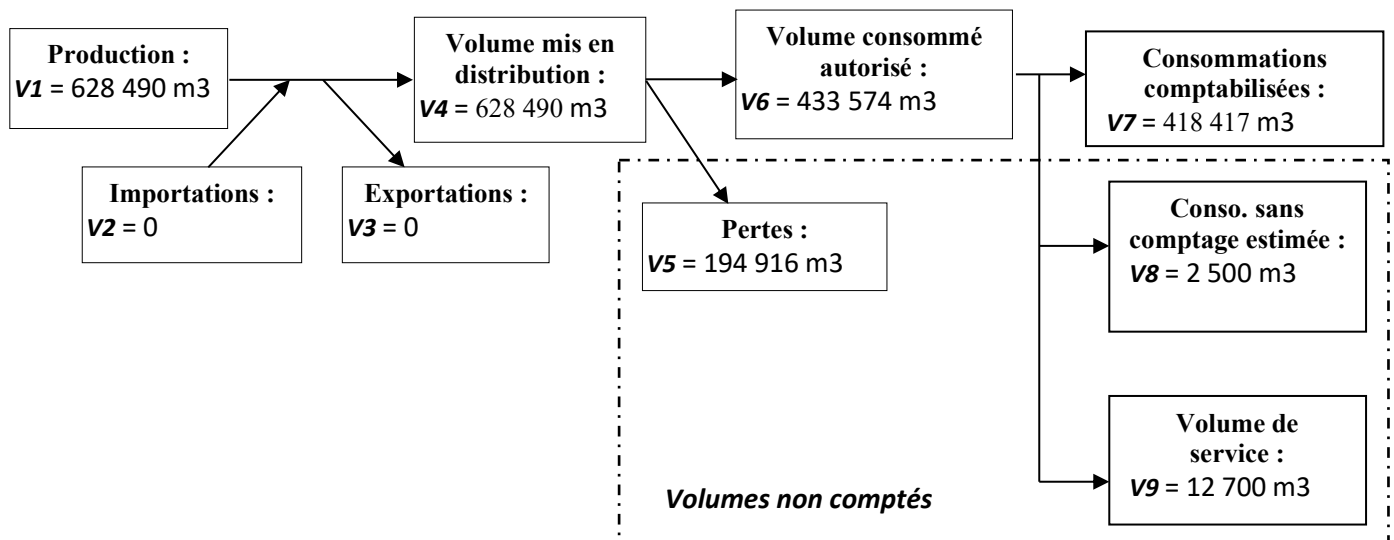 Production :
V1 = 628 490 m3
Volume mis en
distribution :
V4 = 628 490 m3
Volume consommé
autorisé :
V6 = 433 574 m3
Consommations
comptabilisées :
V7 = 418 417 m3
Importations :
V2 = 0
Exportations :
V3 = 0
Pertes :
V5 = 194 916 m3
Conso. sans
comptage estimée :
V8 = 2 500 m3
Volume de
service :
V9 = 12 700 m3
Volumes non comptés